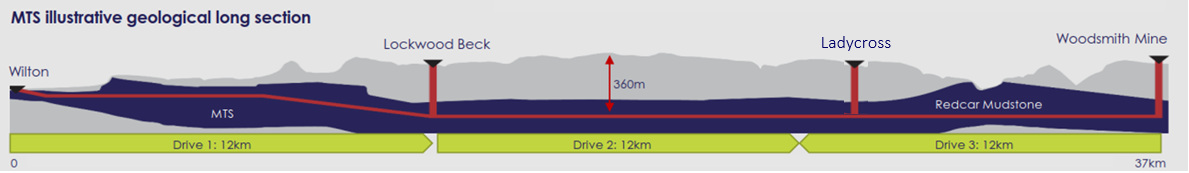 MTS illustrative geological long section
Lockwood Beck
Ladycross
Woodsmith Mine
Wilton
360m
MTS
Redcar Mudstone
Drive 1: 12km
Drive 2: 12km
Drive 3: 12km
0
37km